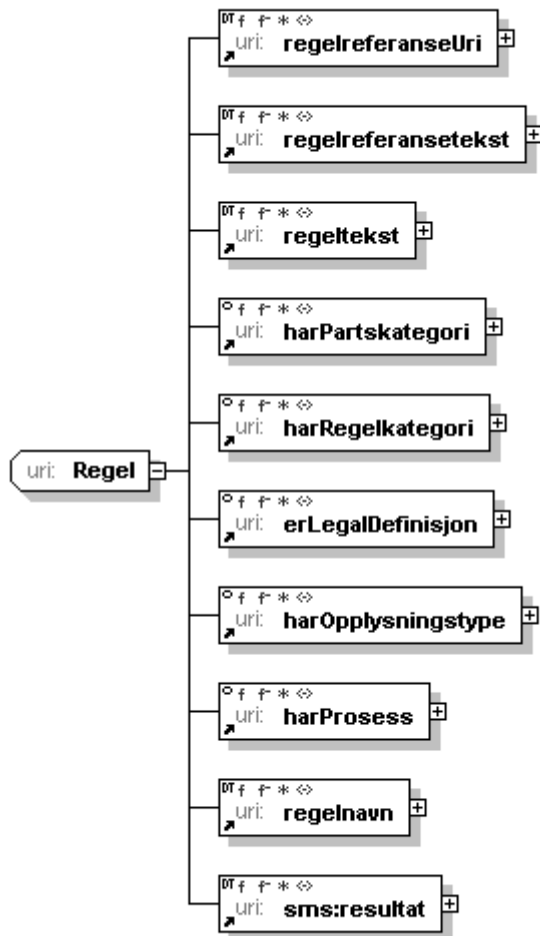 DT f f⁻ * <->
uri: regelreferanseUri
DT f f⁻ * <->
uri: regelreferansetekst
DT f f⁻ * <->
uri: regeltekst
O f f⁻ * <->
uri: harPartskategori
O f f⁻ * <->
uri: harRegelkategori
uri: Regel
O f f⁻ * <->
uri: erLegalDefinisjon
O f f⁻ * <->
uri: harOpplysningstype
O f f⁻ * <->
uri: harProsess
DT f f⁻ * <->
uri: regelnavn
DT f f⁻ * <->
uri: sms:resultat